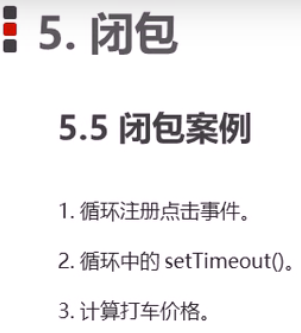 5. 闭包
5.5 闭包案例
1. 循环注册点击事件。
2. 循环中的 setTimeout()。
3. 计算打车价格。